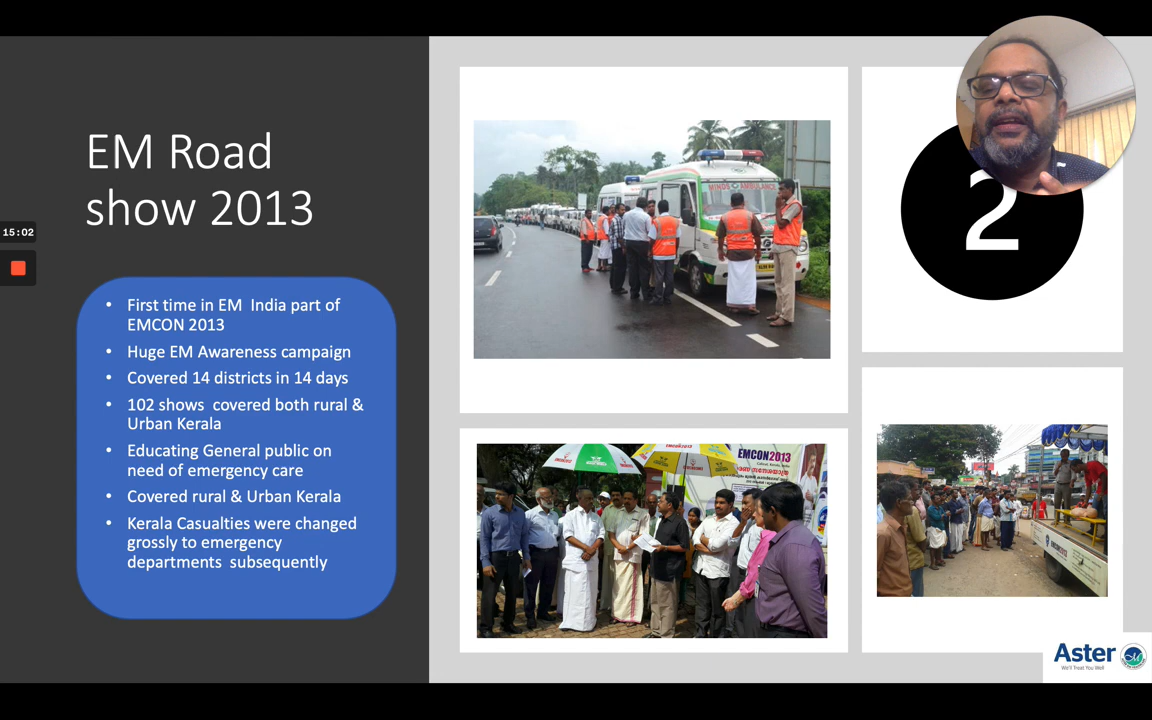 EM Road
show 2013
15:02
• First time in EM India part of
EMCON 2013
• Huge EM Awareness campaign
• Covered 14 districts in 14 days
• 102 shows covered both rural &
Urban Kerala
• Educating General public on
need of emergency care
• Covered rural & Urban Kerala
• Kerala Casualties were changed
grossly to emergency
departments subsequently
MINDS AMBULANCE
2
EMCON2013
Aster
We'll Treat You Well